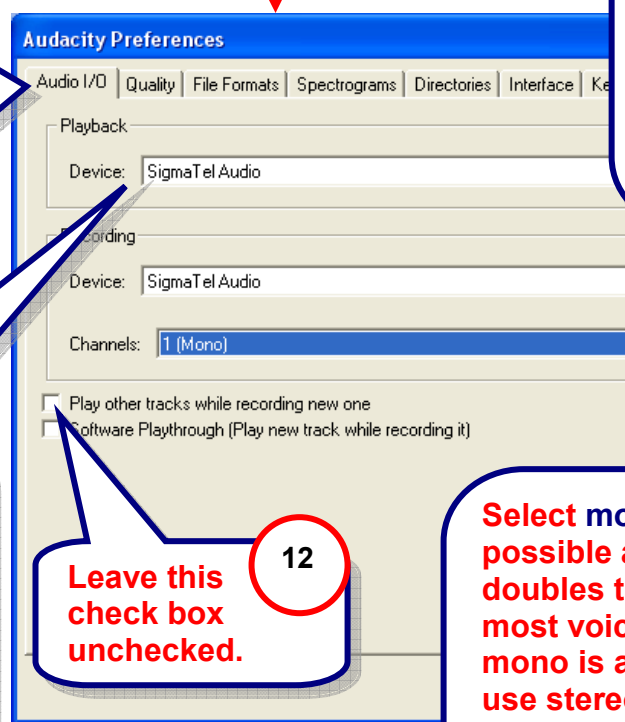 Audacity Preferences
Audio I/O Quality File Formats Spectrograms Directories Interface
Playback
Device: SigmaTel Audio
Device: SigmaTel Audio
Channels: 1 (Mono)
Play other tracks while recording new one
Software Playthrough (Play new track while recording it)
12
Leave this
check box
unchecked.
Select
possible
doubles
most
mono is
use